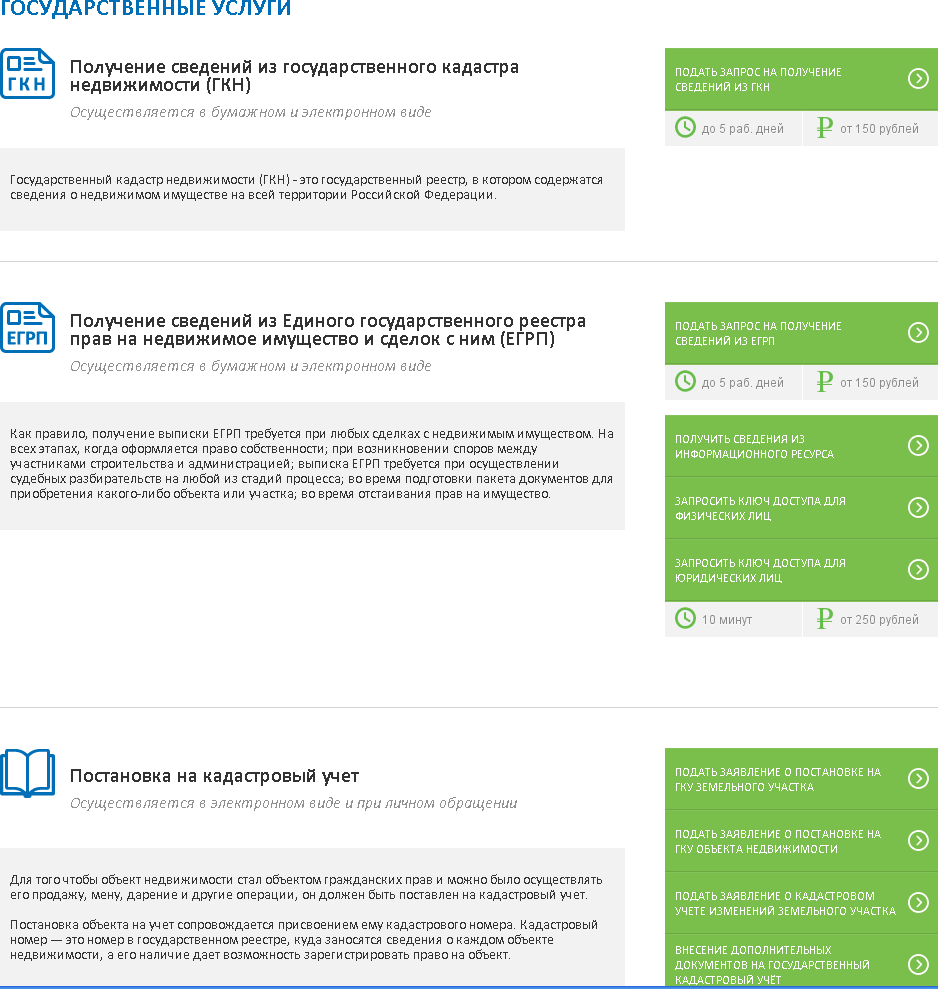 ГОСУДАРСТВЕННЫЕ УСЛУГИ
ГКН
Получение сведений из государственного кадастра
недвижимости (ГКН)
Осуществляется в бумажном и электронном виде
ПОДАТЬ ЗАПРОС НА ПОЛУЧЕНИЕ
СВЕДЕНИЙ ИЗ ГКН
до 5 раб. дней
₽ от 150 рублей
Государственный кадастр недвижимости (ГКН) - это государственный реестр, в котором содержатся
сведения о недвижимом имуществе на всей территории Российской Федерации.
ЕГРП
Получение сведений из Единого государственного реестра
прав на недвижимое имущество и сделок с ним (ЕГРП)
Осуществляется в бумажном и электронном виде
ПОДАТЬ ЗАПРОС НА ПОЛУЧЕНИЕ
СВЕДЕНИЙ ИЗ ЕГРП
до 5 раб. дней
₽ от 150 рублей
Как правило, получение выписки ЕГРП требуется при любых сделках с недвижимым имуществом. На
всех этапах, когда оформляется право собственности; при возникновении споров между
участниками строительства и администрацией; выписка ЕГРП требуется при осуществлении
судебных разбирательств на любой из стадий процесса; во время подготовки пакета документов для
приобретения какого-либо объекта или участка; во время отстаивания прав на имущество.
ПОЛУЧИТЬ СВЕДЕНИЯ ИЗ
ИНФОРМАЦИОННОГО РЕСУРСА
ЗАПРОСИТЬ КЛЮЧ ДОСТУПА ДЛЯ
ФИЗИЧЕСКИХ ЛИЦ
ЗАПРОСИТЬ КЛЮЧ ДОСТУПА ДЛЯ
ЮРИДИЧЕСКИХ ЛИЦ
10 минут
₽ от 250 рублей
Постановка на кадастровый учет
Осуществляется в электронном виде и при личном обращении
Для того чтобы объект недвижимости стал объектом гражданских прав и можно было осуществлять
его продажу, мену, дарение и другие операции, он должен быть поставлен на кадастровый учет.
Постановка объекта на учет сопровождается присвоением ему кадастрового номера. Кадастровый
номер — это номер в государственном реестре, куда заносятся сведения о каждом объекте
недвижимости, а его наличие дает возможность зарегистрировать право на объект.
ПОДАТЬ ЗАЯВЛЕНИЕ О ПОСТАНОВКЕ НА
ГКУ ЗЕМЕЛЬНОГО УЧАСТКА
ПОДАТЬ ЗАЯВЛЕНИЕ О ПОСТАНОВКЕ НА
ГКУ ОБЪЕКТА НЕДВИЖИМОСТИ
ПОДАТЬ ЗАЯВЛЕНИЕ О КАДАСТРОВОМ
УЧЕТЕ ИЗМЕНЕНИЙ ЗЕМЕЛЬНОГО УЧАСТКА
ВНЕСЕНИЕ ДОПОЛНИТЕЛЬНЫХ
ДОКУМЕНТОВ НА ГОСУДАРСТВЕННЫЙ
КАДАСТРОВЫЙ УЧЁТ